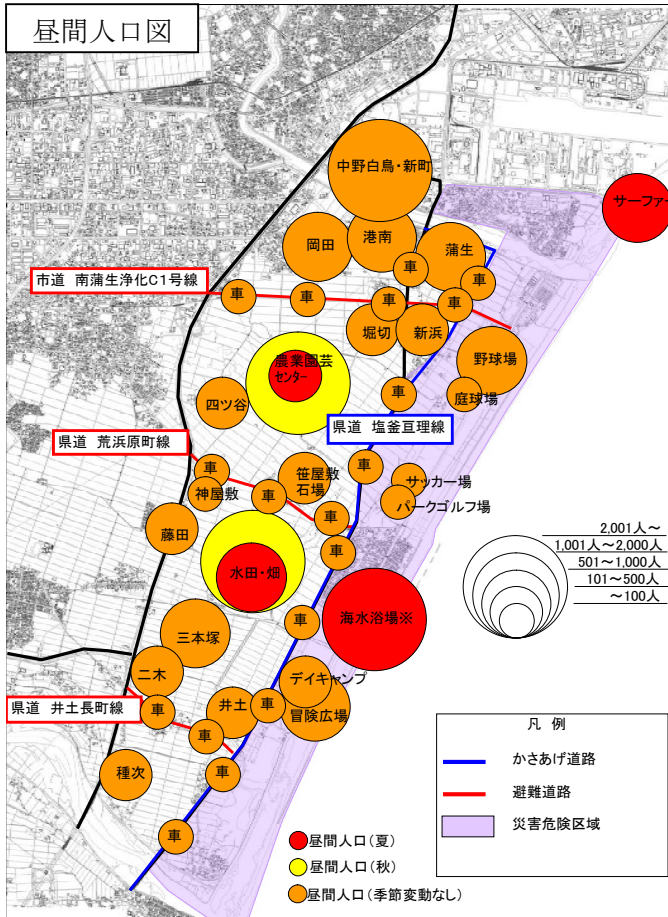 昼間人口図
中野白鳥・新町
サーファー
岡田
港南
蒲生
車
車
市道 南蒲生浄化C1号線
車
車
車
車
堀切
新浜
野球場
農業園芸
センター
四ツ谷
車
庭球場
県道 塩釜亘理線
県道 荒浜原町線
車
車
笹屋敷
石場
サッカー場
神屋敷
車
パークゴルフ場
車
藤田
車
2,001人~
1,001人~2,000人
501~1,000人
101~500人
~100人
水田・畑
海水浴場※
車
三本塚
二木
デイキャンプ
県道 井土長町線
車
井土
車
冒険広場
車
種次
車
車
凡 例
かさあげ道路
避難道路
災害危険区域
昼間人口(夏)
昼間人口(秋)
昼間人口(季節変動なし)